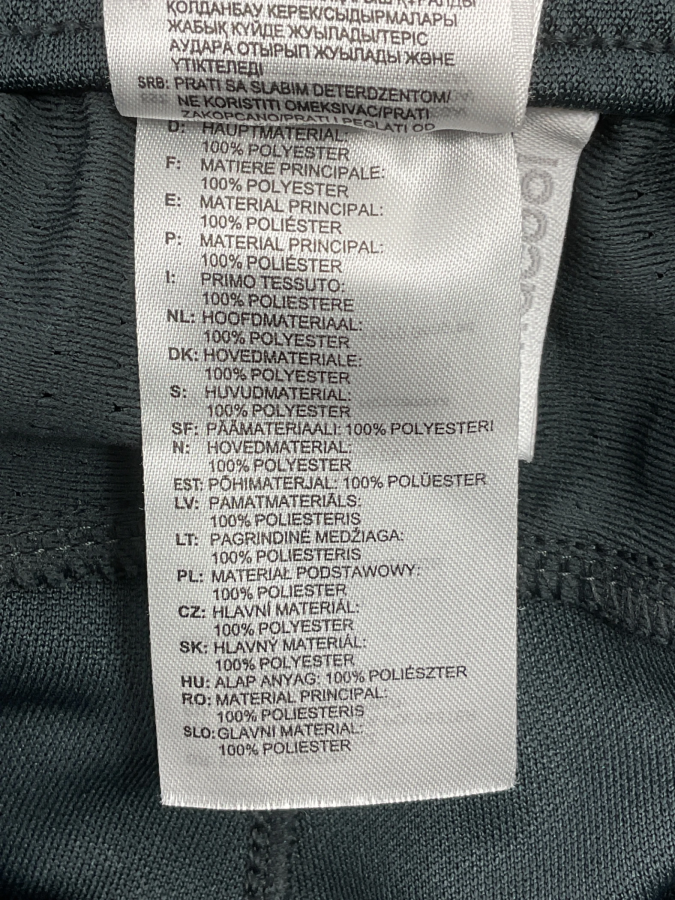 ҚОЛДАНБАУ КЕРЕК/СЫДЫРМАЛАРЫ
ЖАБЫҚ КҮЙДЕ ЖУЫЛАДЫ/ТЕРІС
АУДАРА ОТЫРЫП ЖУЫЛАДЫ ЖӘНЕ
ҮТІКТЕЛЕДІ
SRB: PRATI SA SLABIM DETERDZENTOM/
NE KORISTITI OMEKSIVAC/PRATI
ZAKOPCANO/PRATI I PEGLATI OD
D: HAUPTMATERIAL:
100% POLYESTER
F: MATIERE PRINCIPALE:
100% POLYESTER
E: MATERIAL PRINCIPAL:
100% POLIÉSTER
P: MATERIAL PRINCIPAL:
100% POLIÉSTER
I: PRIMO TESSUTO:
100% POLIESTERE
NL: HOOFDMATERIAAL:
100% POLYESTER
DK: HOVEDMATERIALE:
100% POLYESTER
S: HUVUDMATERIAL:
100% POLYESTER
SF: PÄÄMATERIAALI: 100% POLYESTERI
N: HOVEDMATERIAL:
100% POLYESTER
EST: PÕHIMATERJAL: 100% POLÜESTER
LV: PAMATMATERIĀLS:
100% POLIESTERIS
LT: PAGRINDINĖ MEDŽIAGA:
100% POLIESTERIS
PL: MATERIAŁ PODSTAWOWY:
100% POLIESTER
CZ: HLAVNÍ MATERIÁL:
100% POLYESTER
SK: HLAVNÝ MATERIÁL:
100% POLYESTER
HU: ALAP ANYAG: 100% POLIÉSZTER
RO: MATERIAL PRINCIPAL:
100% POLIESTERIS
SLO: GLAVNI MATERIAL:
100% POLIESTER